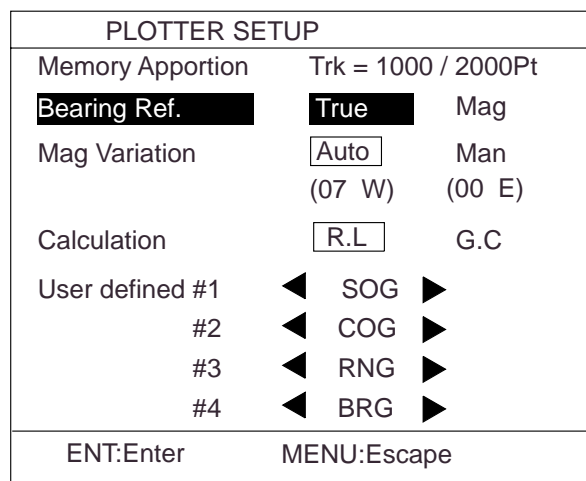 PLOTTER SETUP
Memory Apportion Trk = 1000 / 2000Pt
Bearing Ref. True Mag
Mag Variation Auto Man
(07 W) (00 E)
Calculation R.L G.C
User defined #1 ◀ SOG ▶
#2 ◀ COG ▶
#3 ◀ RNG ▶
#4 ◀ BRG ▶
ENT:Enter MENU:Escape